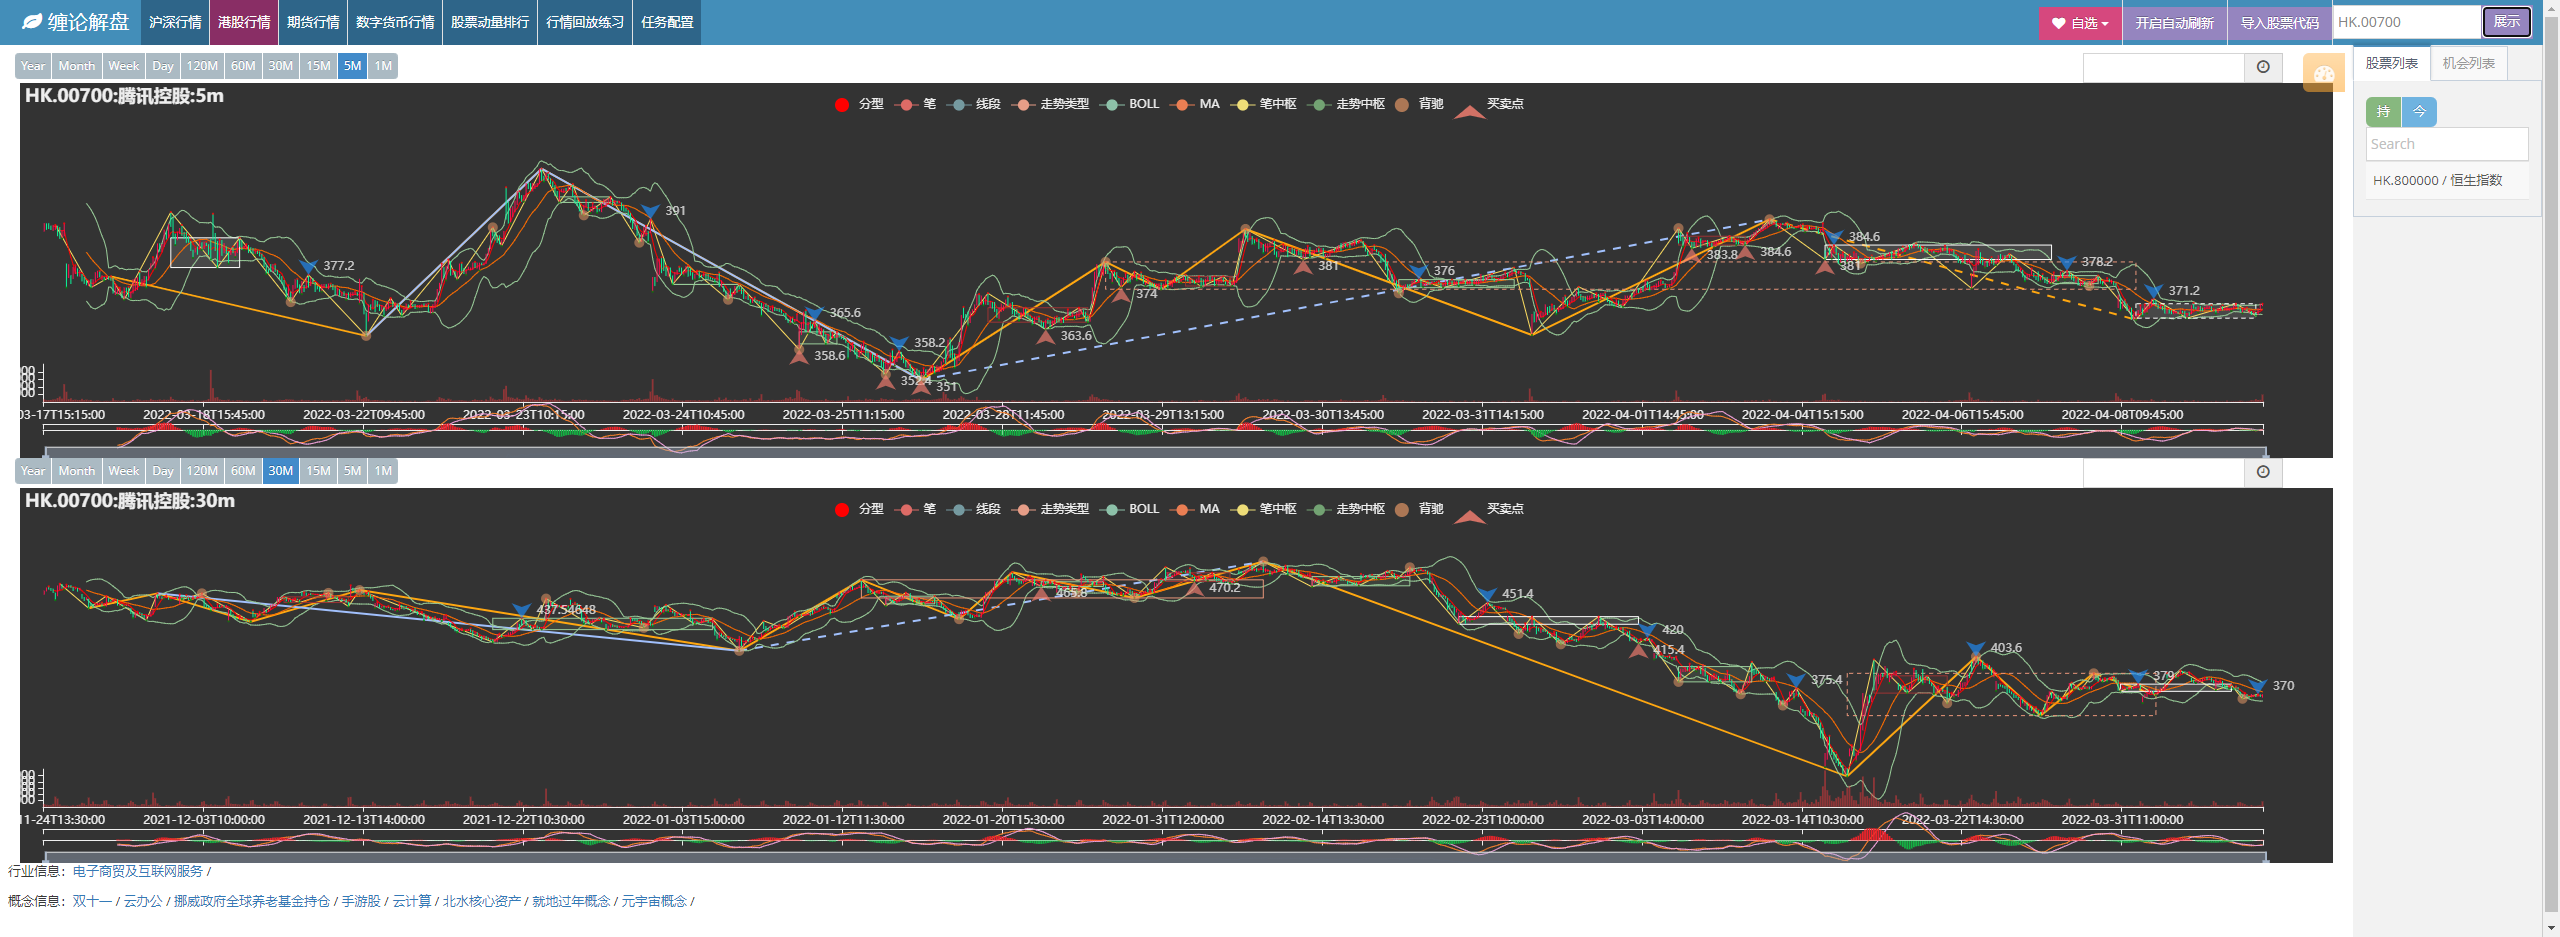 缠论解盘 沪深行情 港股行情 期货行情 数字货币行情 股票动量排行 行情回放练习 任务配置 自选 开启自动刷新 导入股票代码 HK.00700 展示
Year Month Week Day 120M 60M 30M 15M 5M 1M
股票列表 机会列表
持 今
Search
HK.800000 / 恒生指数
HK.00700:腾讯控股:5m
分型 笔 线段 走势类型 BOLL MA 笔中枢 走势中枢 背驰 买卖点
391
377.2
365.6
358.6
358.2
352.4
351
363.6
374
381
376
383.8
384.6
384.6
381
378.2
371.2
03-17T15:15:00 2022-03-18T15:45:00 2022-03-22T09:45:00 2022-03-23T10:15:00 2022-03-24T10:45:00 2022-03-25T11:15:00 2022-03-28T11:45:00 2022-03-29T13:15:00 2022-03-30T13:45:00 2022-03-31T14:15:00 2022-04-01T14:45:00 2022-04-04T15:15:00 2022-04-06T15:45:00 2022-04-08T09:45:00
Year Month Week Day 120M 60M 30M 15M 5M 1M
HK.00700:腾讯控股:30m
分型 笔 线段 走势类型 BOLL MA 笔中枢 走势中枢 背驰 买卖点
437.54648
465.8
470.2
451.4
420
415.4
375.4
403.6
379
370
11-24T13:30:00 2021-12-03T10:00:00 2021-12-13T14:00:00 2021-12-22T10:30:00 2022-01-03T15:00:00 2022-01-12T11:30:00 2022-01-20T15:30:00 2022-01-31T12:00:00 2022-02-14T13:30:00 2022-02-23T10:00:00 2022-03-03T14:00:00 2022-03-14T10:30:00 2022-03-22T14:30:00 2022-03-31T11:00:00
行业信息：电子商贸及互联网服务 /
概念信息：双十一 / 云办公 / 挪威政府全球养老基金持仓 / 手游股 / 云计算 / 北水核心资产 / 就地过年概念 / 元宇宙概念 /